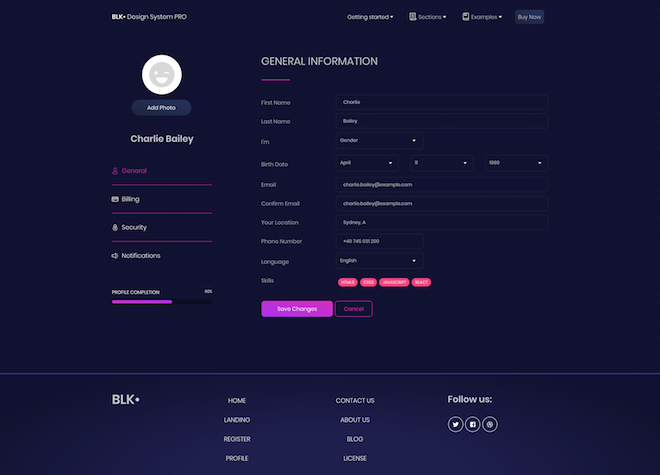 BLK• Design System PRO
Getting started
Sections
Examples
Buy Now
Add Photo
Charlie Bailey
General
Billing
Security
Notifications
PROFILE COMPLETION 80%
GENERAL INFORMATION
First Name Charlie
Last Name Bailey
I'm Gender
Birth Date April 11 1989
Email charlie.bailey@example.com
Confirm Email charlie.bailey@example.com
Your Location Sydney, A
Phone Number +40 745 031 200
Language English
Skills HTML5 CSS3 JAVASCRIPT REACT
Save Changes Cancel
BLK•
HOME
LANDING
REGISTER
PROFILE
CONTACT US
ABOUT US
BLOG
LICENSE
Follow us: